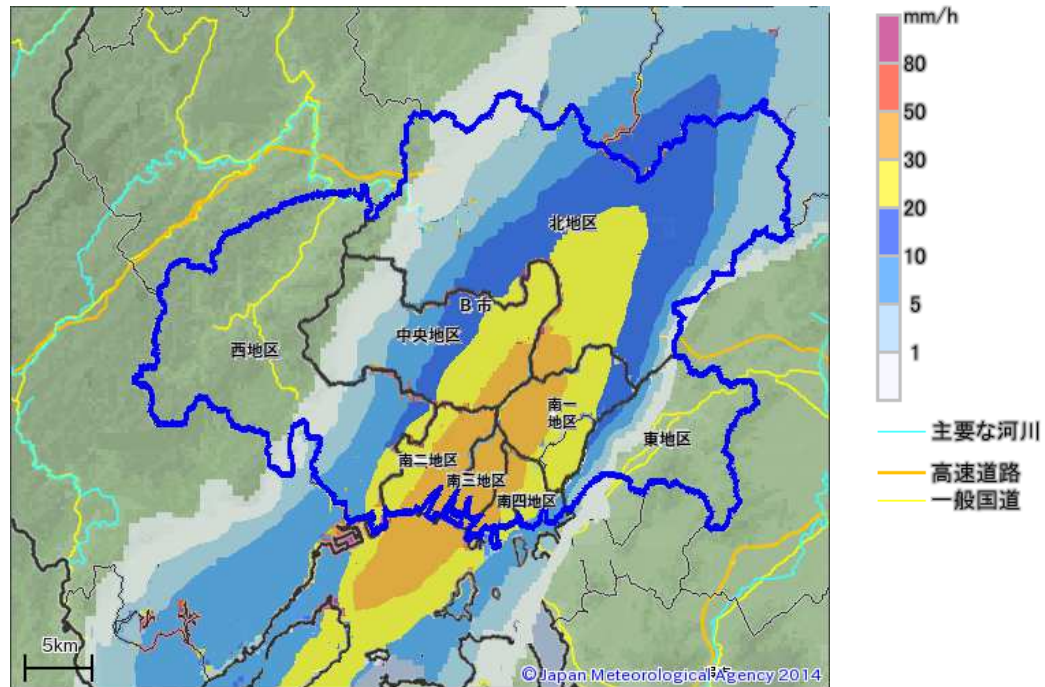 mm/h
80
50
30
20
10
5
1
北地区
B 市
中央地区
西地区
南一
地区
東地区
南二地区
南三地区
南四地区
主要な河川
高速道路
一般国道
5km
© Japan Meteorological Agency 2014